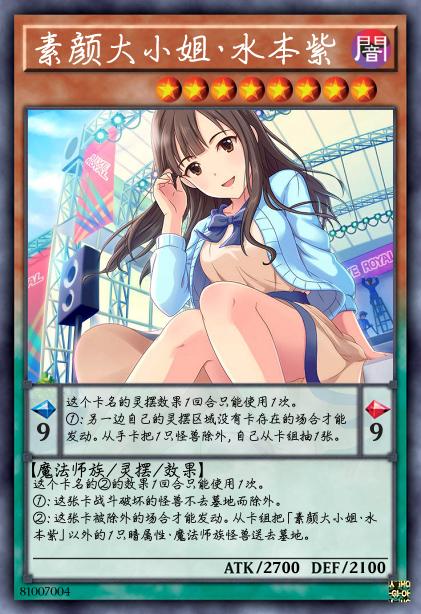 素颜大小姐·水本紫
闇
LIVE
ROYAL
E ROYAL
AL
这个卡名的灵摆效果1回合只能使用1次。
①:另一边自己的灵摆区域没有卡存在的场合才能
发动。从手卡把1只怪兽除外,自己从卡组抽1张。
9
9
【魔法师族/灵摆/效果】
这个卡名的②的效果1回合只能使用1次。
①:这张卡战斗破坏的怪兽不去墓地而除外。
②:这张卡被除外的场合才能发动。从卡组把「素颜大小姐·水
本紫」以外的1只暗属性·魔法师族怪兽送去墓地。
ATK/2700 DEF/2100
81007004